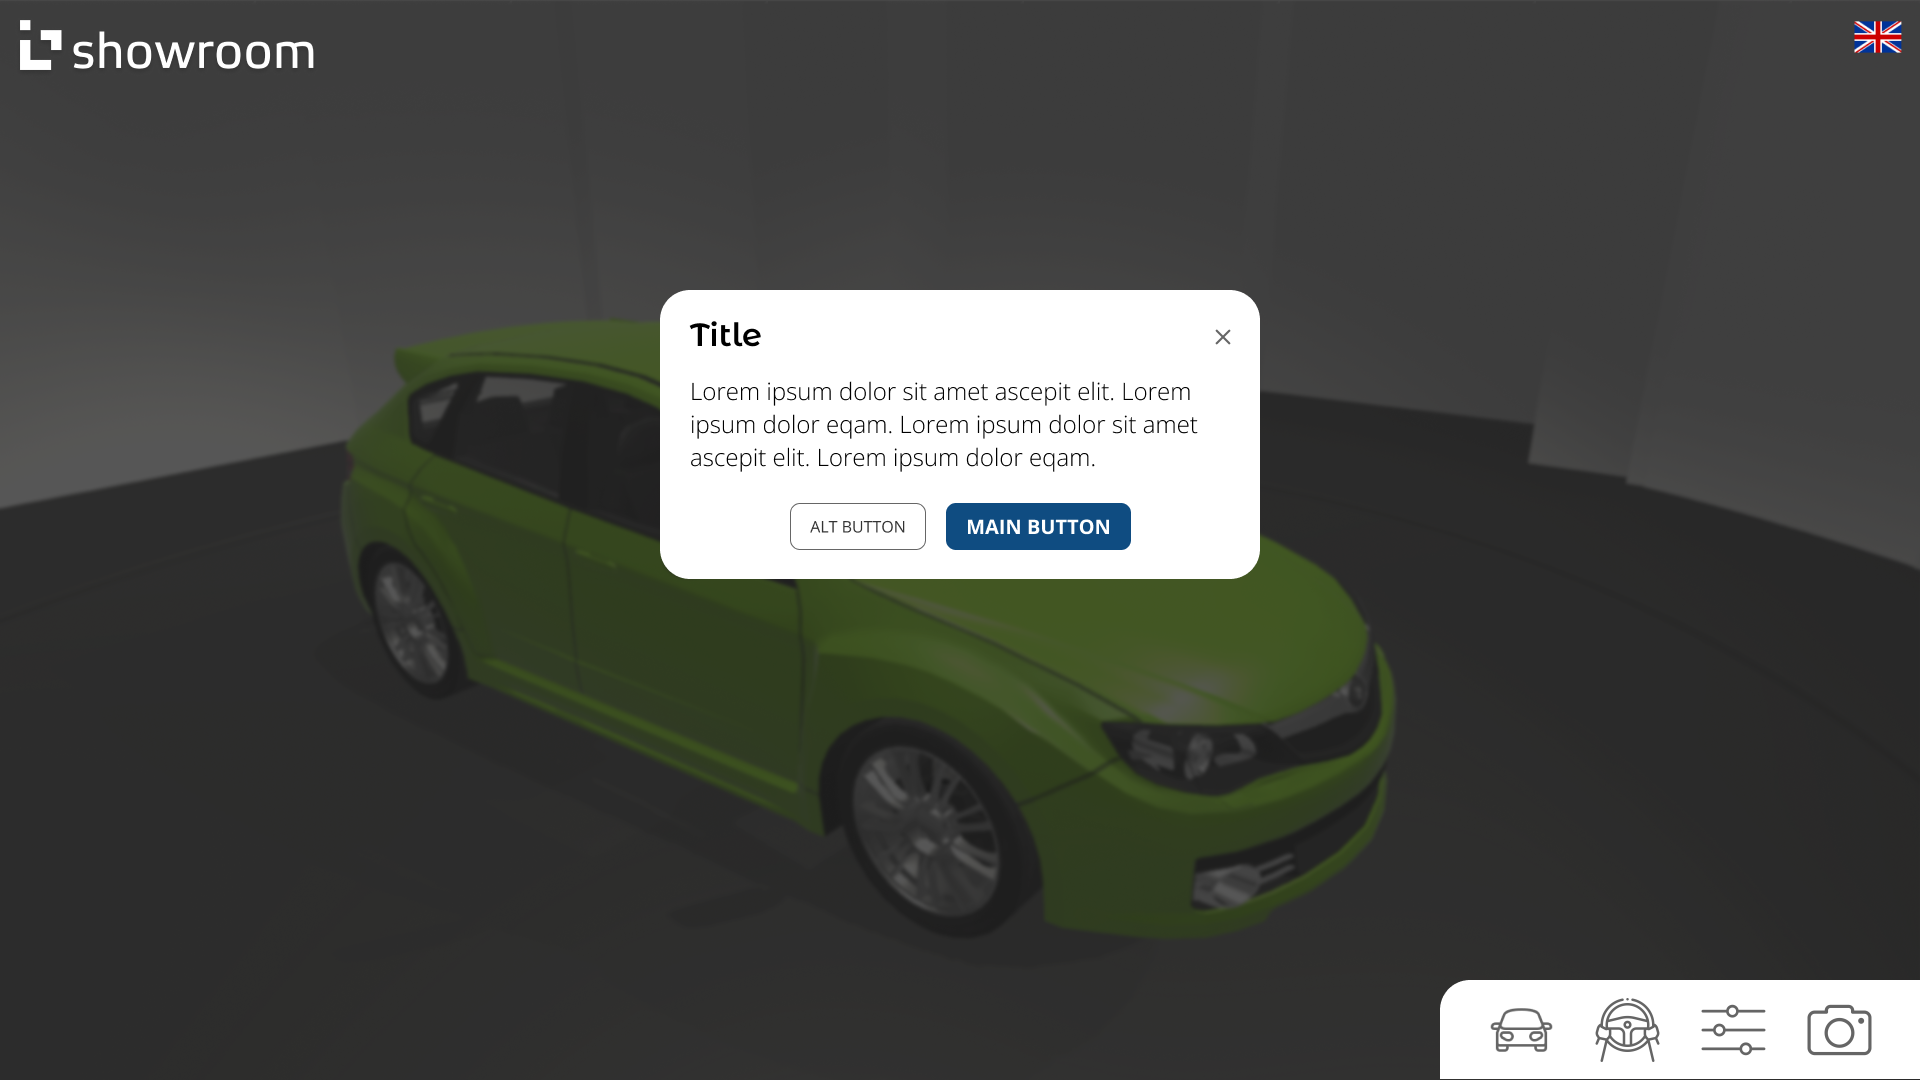 showroom
Title
Lorem ipsum dolor sit amet ascepit elit. Lorem
ipsum dolor eqam. Lorem ipsum dolor sit amet
ascepit elit. Lorem ipsum dolor eqam.
ALT BUTTON
MAIN BUTTON